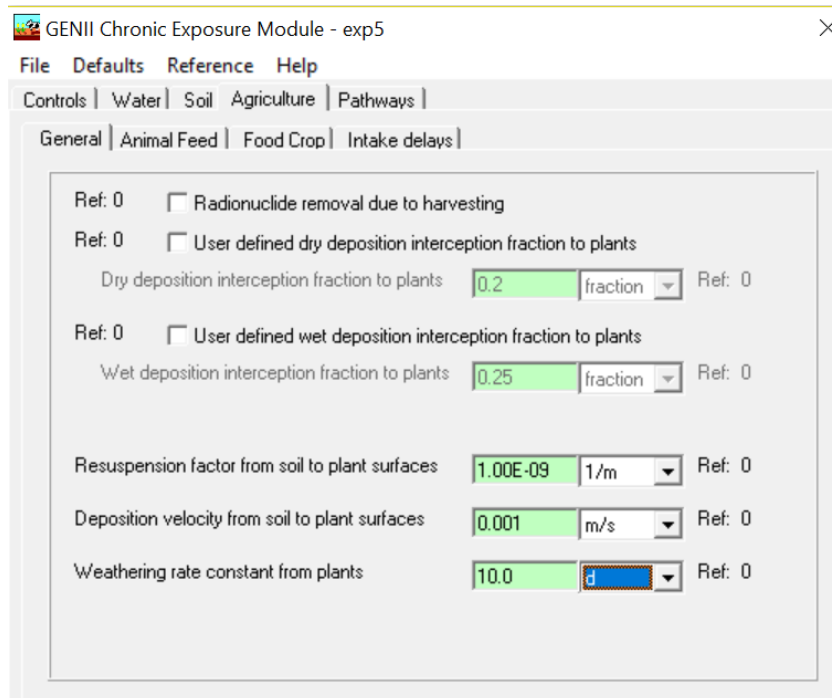 GENII Chronic Exposure Module - exp5
File Defaults Reference Help
Controls Water Soil Agriculture Pathways
General Animal Feed Food Crop Intake delays
Ref: 0 Radionuclide removal due to harvesting
Ref: 0 User defined dry deposition interception fraction to plants
Dry deposition interception fraction to plants 0.2 fraction Ref: 0
Ref: 0 User defined wet deposition interception fraction to plants
Wet deposition interception fraction to plants 0.25 fraction Ref: 0
Resuspension factor from soil to plant surfaces 1.00E-09 1/m Ref: 0
Deposition velocity from soil to plant surfaces 0.001 m/s Ref: 0
Weathering rate constant from plants 10.0 d Ref: 0